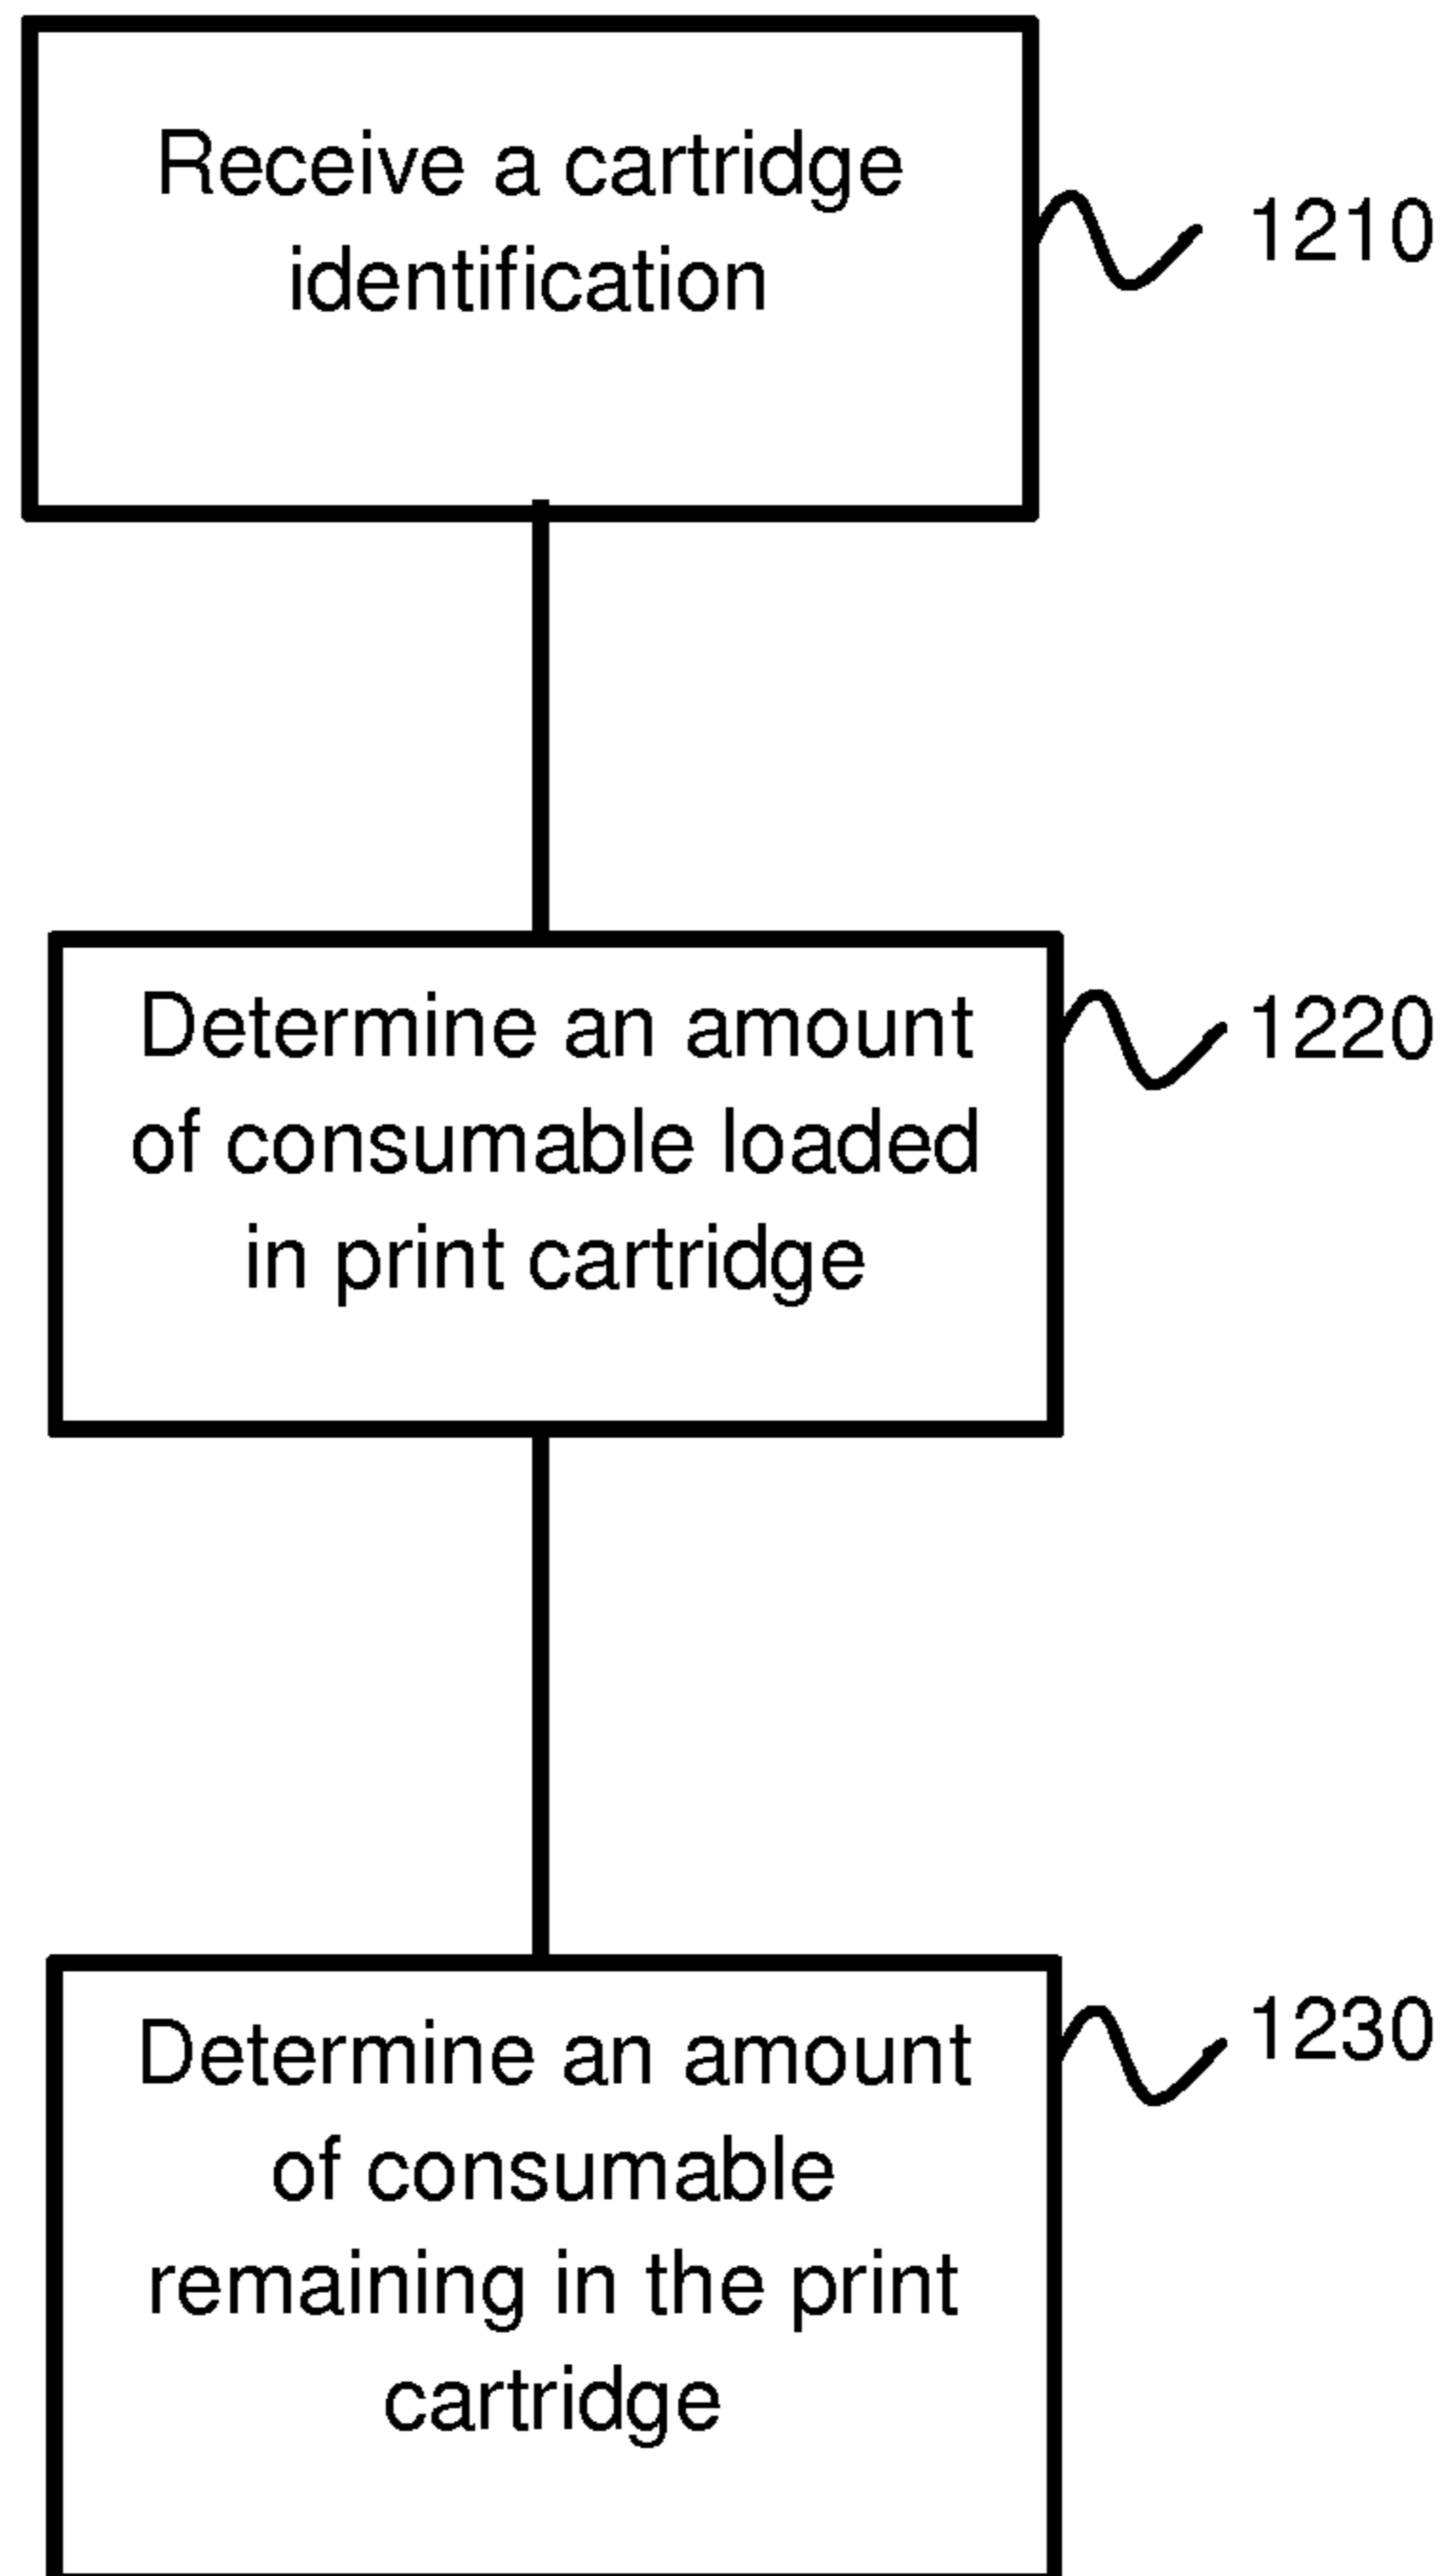 Receive a cartridge
identification
1210
Determine an amount
of consumable loaded
in print cartridge
1220
Determine an amount
of consumable
remaining in the print
cartridge
1230